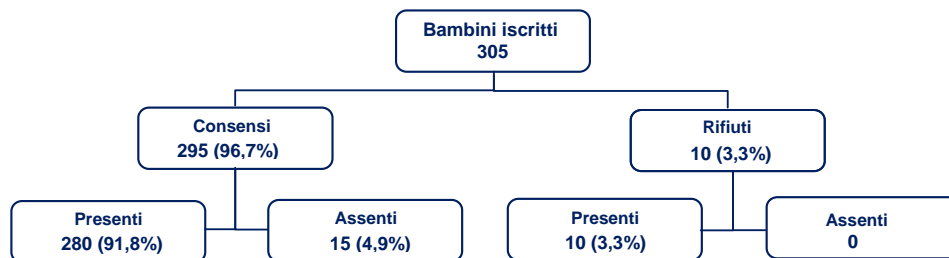 Bambini iscritti
305
Consensi
295 (96,7%)
Rifiuti
10 (3,3%)
Presenti
280 (91,8%)
Assenti
15 (4,9%)
Presenti
10 (3,3%)
Assenti
0